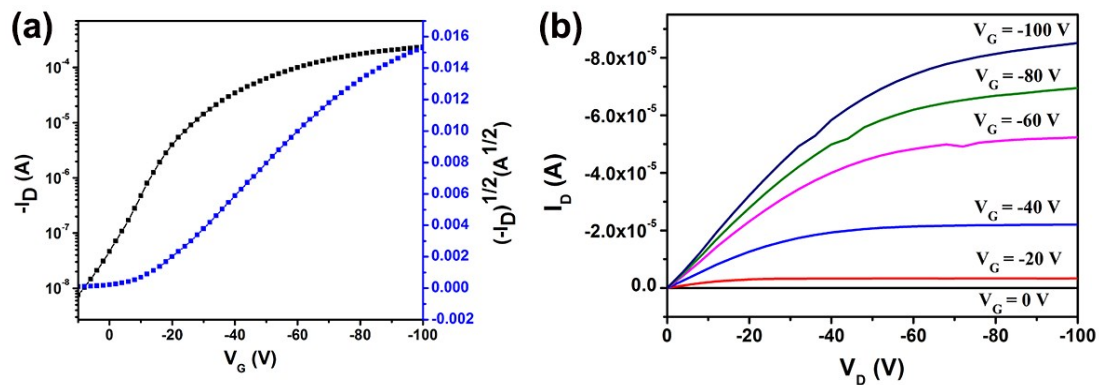 (a)
10⁻⁴
10⁻⁵
10⁻⁶
10⁻⁷
10⁻⁸
-I_D (A)
0 -20 -40 -60 -80 -100
V_G (V)
0.016
0.014
0.012
0.010
0.008
0.006
0.004
0.002
0.000
-0.002
(-I_D)^1/2(A^1/2)
(b)
-8.0x10⁻⁵
-6.0x10⁻⁵
-4.0x10⁻⁵
-2.0x10⁻⁵
0.0
I_D (A)
V_G = -100 V
V_G = -80 V
V_G = -60 V
V_G = -40 V
V_G = -20 V
V_G = 0 V
0 -20 -40 -60 -80 -100
V_D (V)